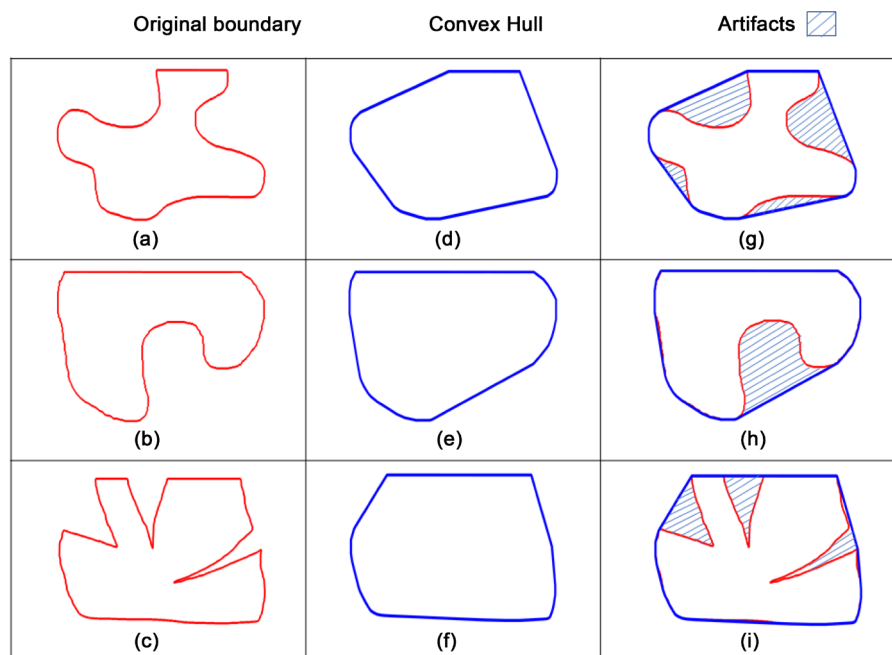 Original boundary Convex Hull Artifacts
(a) (d) (g)
(b) (e) (h)
(c) (f) (i)